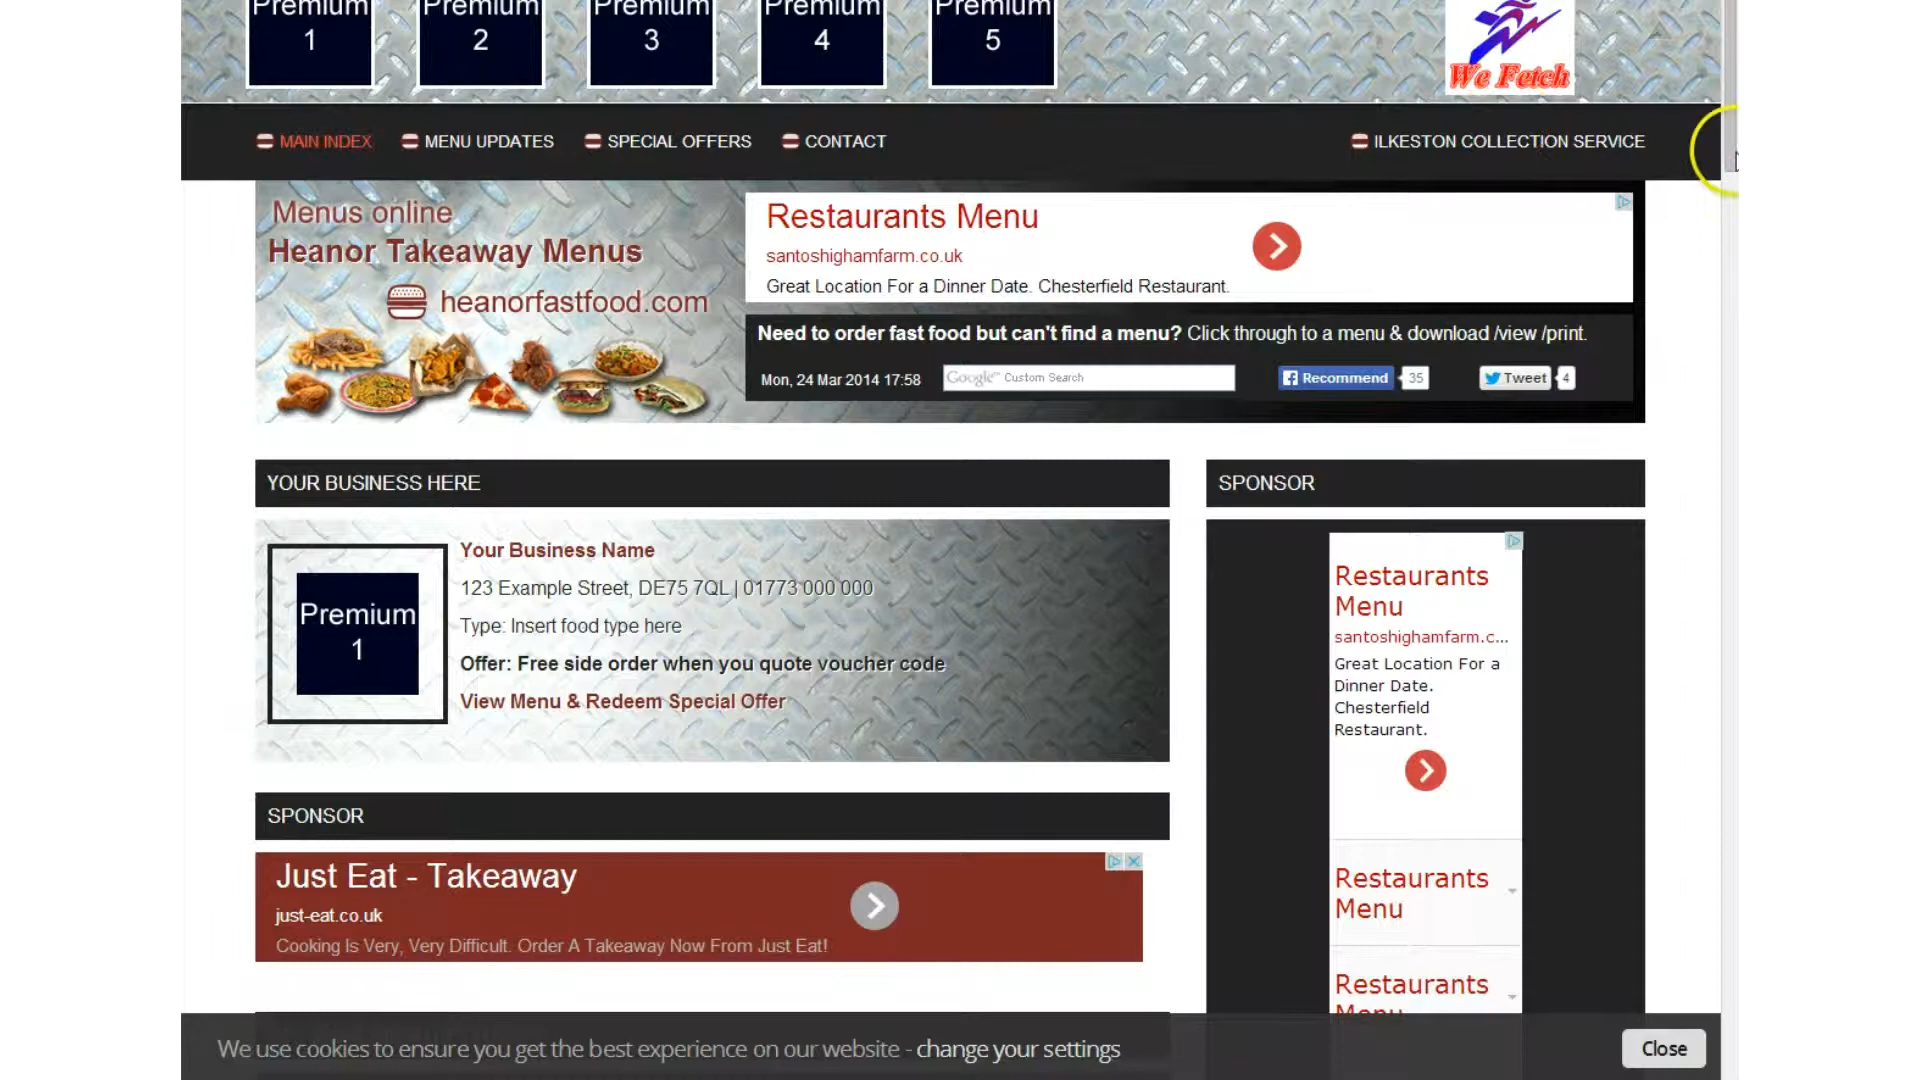 Premium
1
Premium
2
Premium
3
Premium
4
Premium
5
We Fetch
MAIN INDEX
MENU UPDATES
SPECIAL OFFERS
CONTACT
ILKESTON COLLECTION SERVICE
Menus online
Heanor Takeaway Menus
heanorfastfood.com
Restaurants Menu
santoshighamfarm.co.uk
Great Location For a Dinner Date. Chesterfield Restaurant.
Need to order fast food but can't find a menu? Click through to a menu & download /view /print.
Mon, 24 Mar 2014 17:58
Google™ Custom Search
Recommend
35
Tweet
4
YOUR BUSINESS HERE
Premium
1
Your Business Name
123 Example Street, DE75 7QL | 01773 000 000
Type: Insert food type here
Offer: Free side order when you quote voucher code
View Menu & Redeem Special Offer
SPONSOR
Just Eat - Takeaway
just-eat.co.uk
Cooking Is Very, Very Difficult. Order A Takeaway Now From Just Eat!
SPONSOR
Restaurants
Menu
santoshighamfarm.c...
Great Location For a
Dinner Date.
Chesterfield
Restaurant.
Restaurants
Menu
Restaurants
Menu
We use cookies to ensure you get the best experience on our website - change your settings
Close